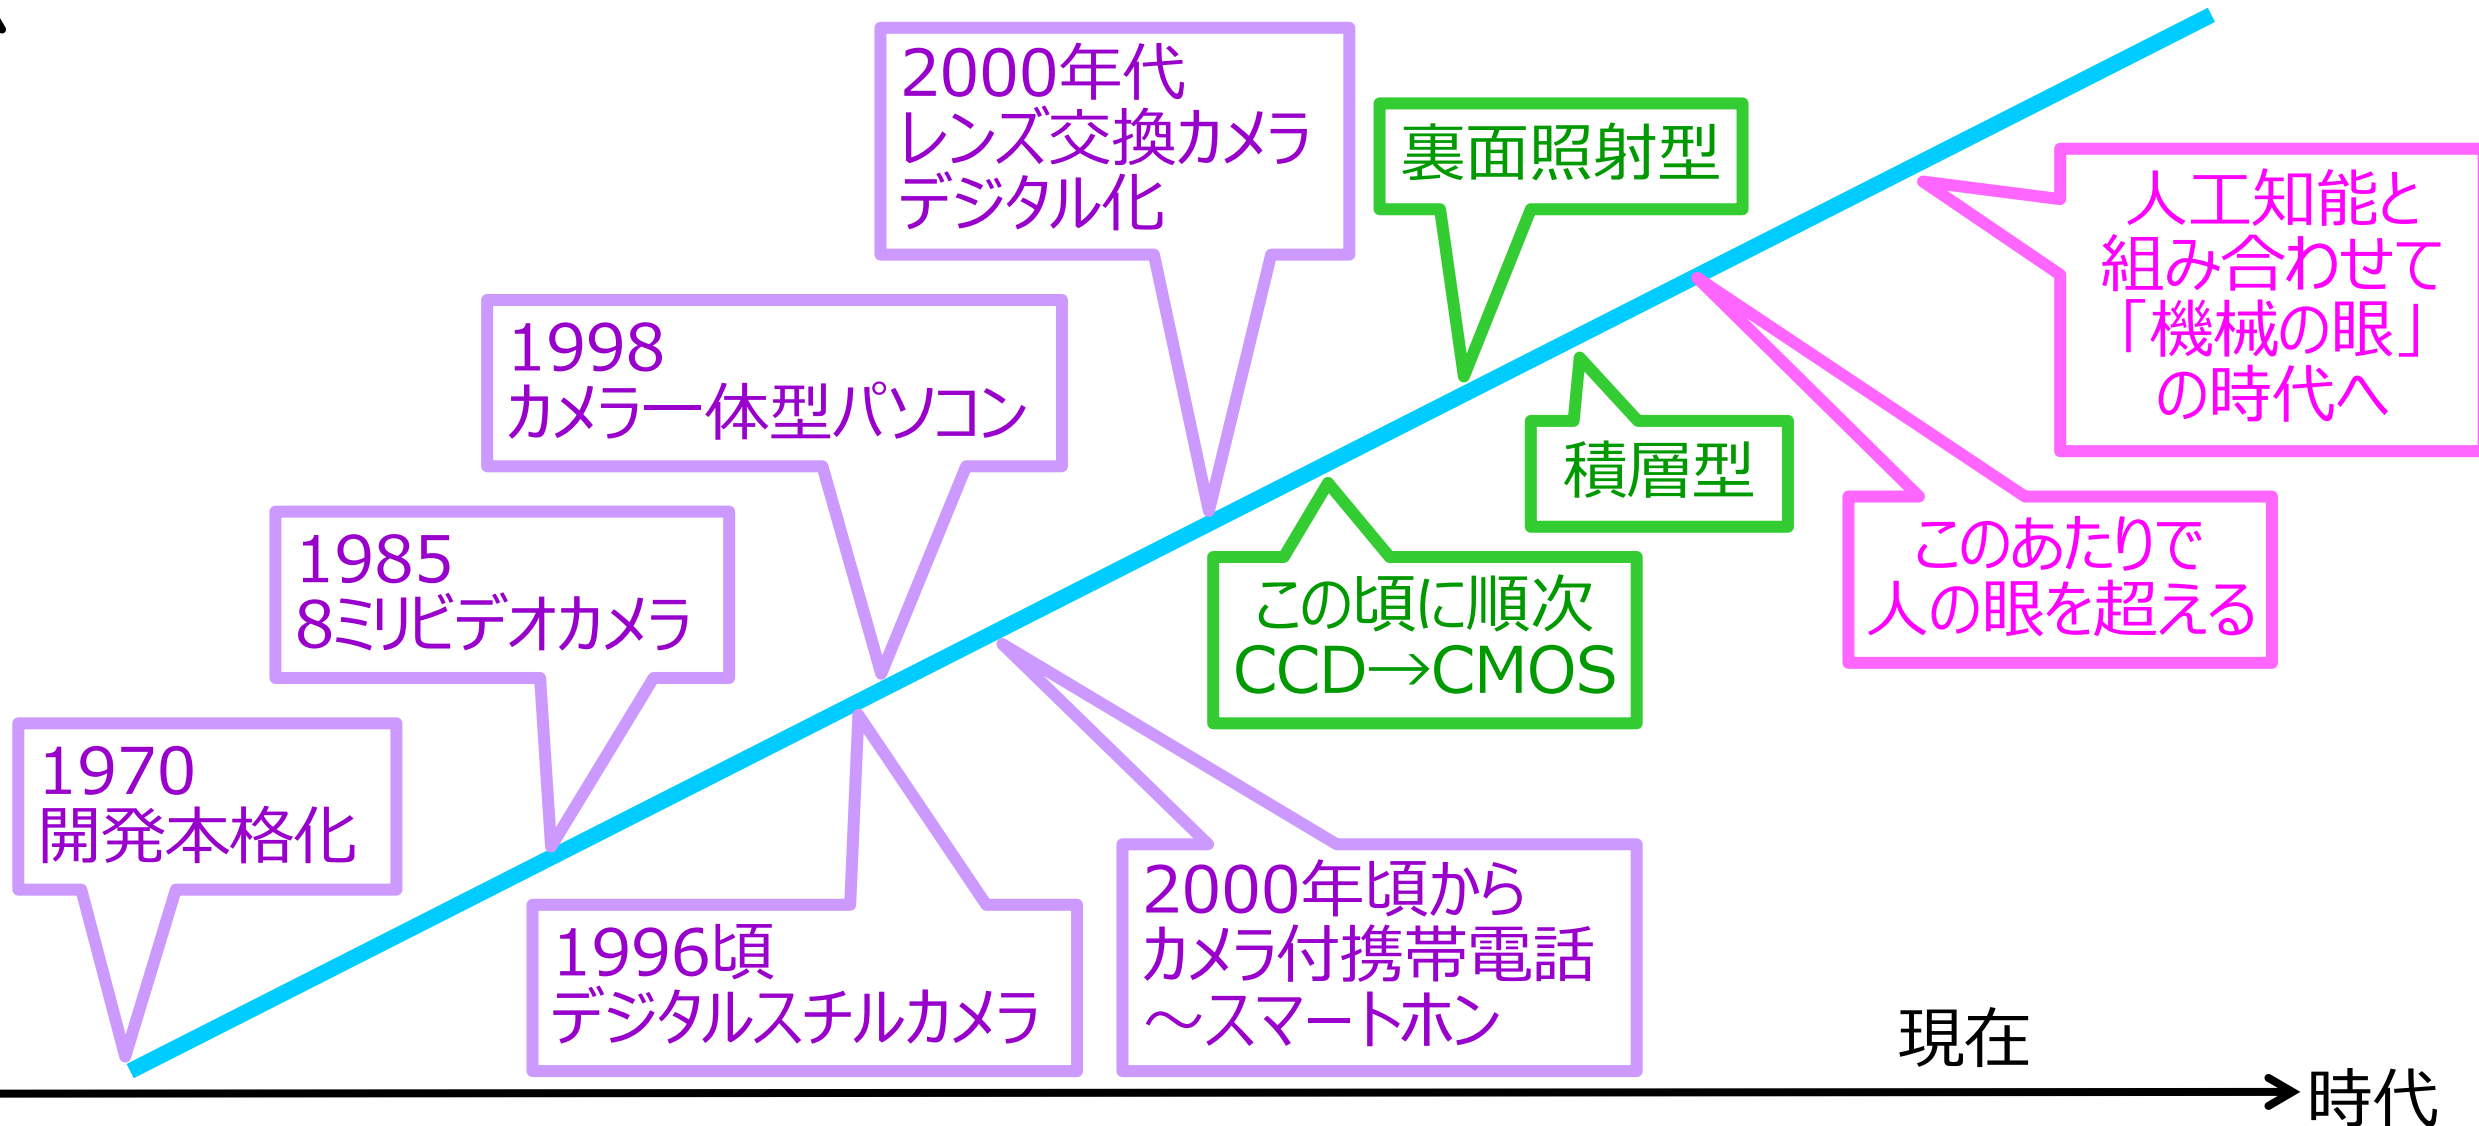 2000年代
レンズ交換カメラ
デジタル化
裏面照射型
人工知能と
組み合わせて
「機械の眼」
の時代へ
1998
カメラ一体型パソコン
積層型
1985
8ミリビデオカメラ
この頃に順次
CCD→CMOS
このあたりで
人の眼を超える
1970
開発本格化
1996頃
デジタルスチルカメラ
2000年頃から
カメラ付携帯電話
～スマートホン
現在
時代